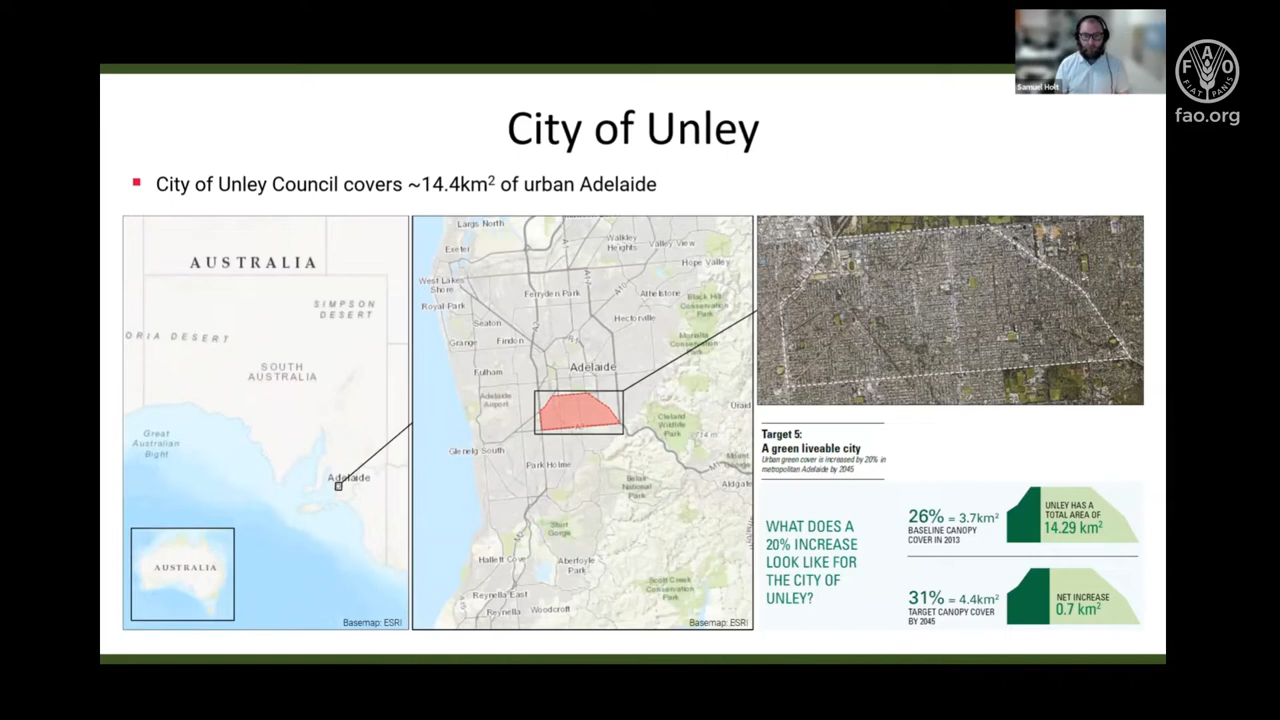 Samuel Holt
FAO
FIAT PANIS
fao.org
City of Unley
City of Unley Council covers ~14.4km² of urban Adelaide
AUSTRALIA
SIMPSON
DESERT
ORIA DESERT
SOUTH
AUSTRALIA
Great
Australian
Bight
Adelaide
AUSTRALIA
Basemap: ESRI
Largs North
Exeter
Walkley
Heights
Valley View
Hope Valley
West Lakes
Shore
Royal Park
Ferryden Park
Athelstone
Black Hill
Conservation
Park
Seaton
Hectorville
Grange
Findon
Morialta
Conservation
Park
Fulham
Adelaide
Adelaide
Airport
Uraid
Cleland
Wildlife
Park
714 m
Glenelg South
Park Holme
Mount
Belair
National
Park
Aldgate
Sturt
Gorge
Hallett Cove
Aberfoyle
Park
Scott Creek
Conservation
Park
Reynella East
Reynella
Woodcroft
Basemap: ESRI
Target 5:
A green liveable city
Urban green cover is increased by 20% in
metropolitan Adelaide by 2045
WHAT DOES A
20% INCREASE
LOOK LIKE FOR
THE CITY OF
UNLEY?
26% = 3.7km²
BASELINE CANOPY
COVER IN 2013
UNLEY HAS A
TOTAL AREA OF
14.29 km²
31% = 4.4km²
TARGET CANOPY COVER
BY 2045
NET INCREASE
0.7 km²